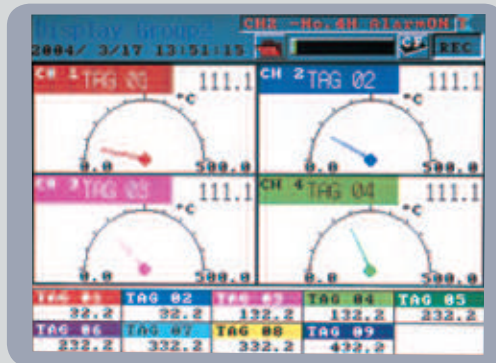 Display Group2 CH2 -No.4H AlarmON
2004/ 3/17 13:51:15 REC
CH 1 TAG 01 111.1 CH 2 TAG 02 111.1
°C °C
0.0 500.0 0.0 500.0
CH 3 TAG 03 111.1 CH 4 TAG 04 111.1
°C °C
0.0 500.0 0.0 500.0
TAG 01 TAG 02 TAG 03 TAG 04 TAG 05
32.2 32.2 132.2 132.2 232.2
TAG 06 TAG 07 TAG 08 TAG 09
232.2 332.2 332.2 432.2